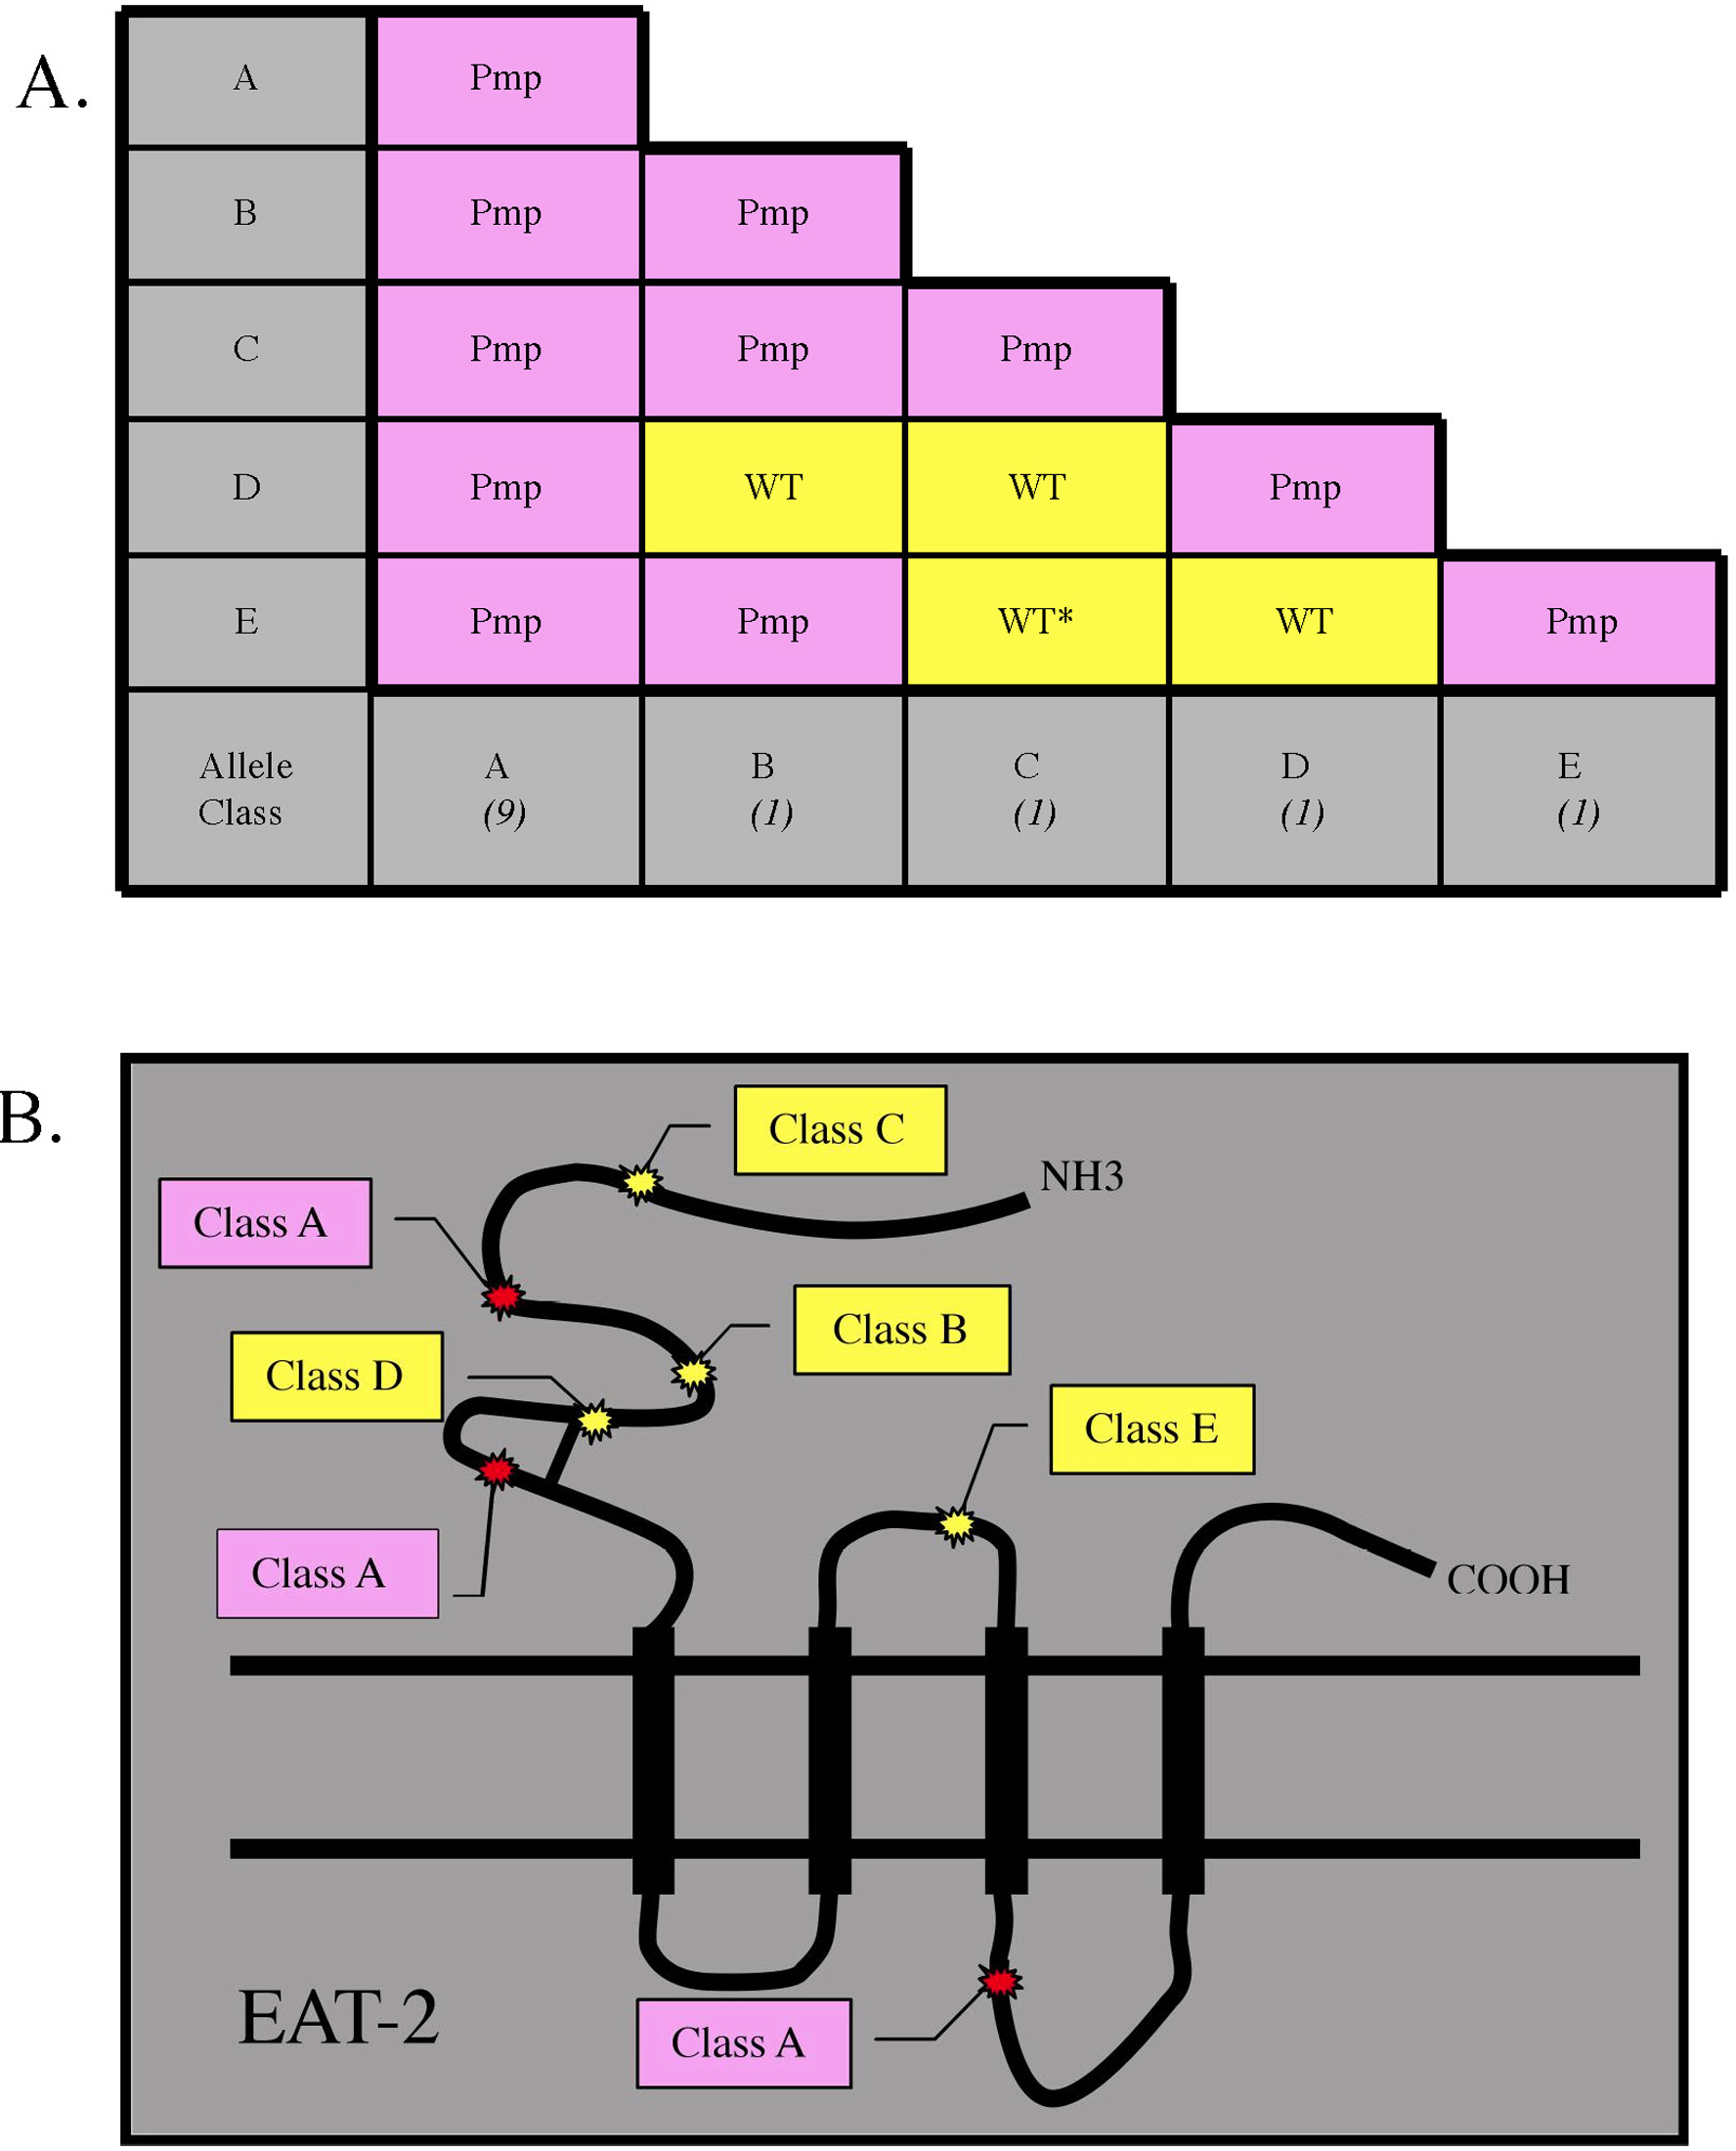 A.
A Pmp
B Pmp Pmp
C Pmp Pmp Pmp
D Pmp WT WT Pmp
E Pmp Pmp WT* WT Pmp
Allele A B C D E
Class (9) (1) (1) (1) (1)
B.
Class C
NH3
Class A
Class B
Class D
Class E
Class A
COOH
EAT-2
Class A